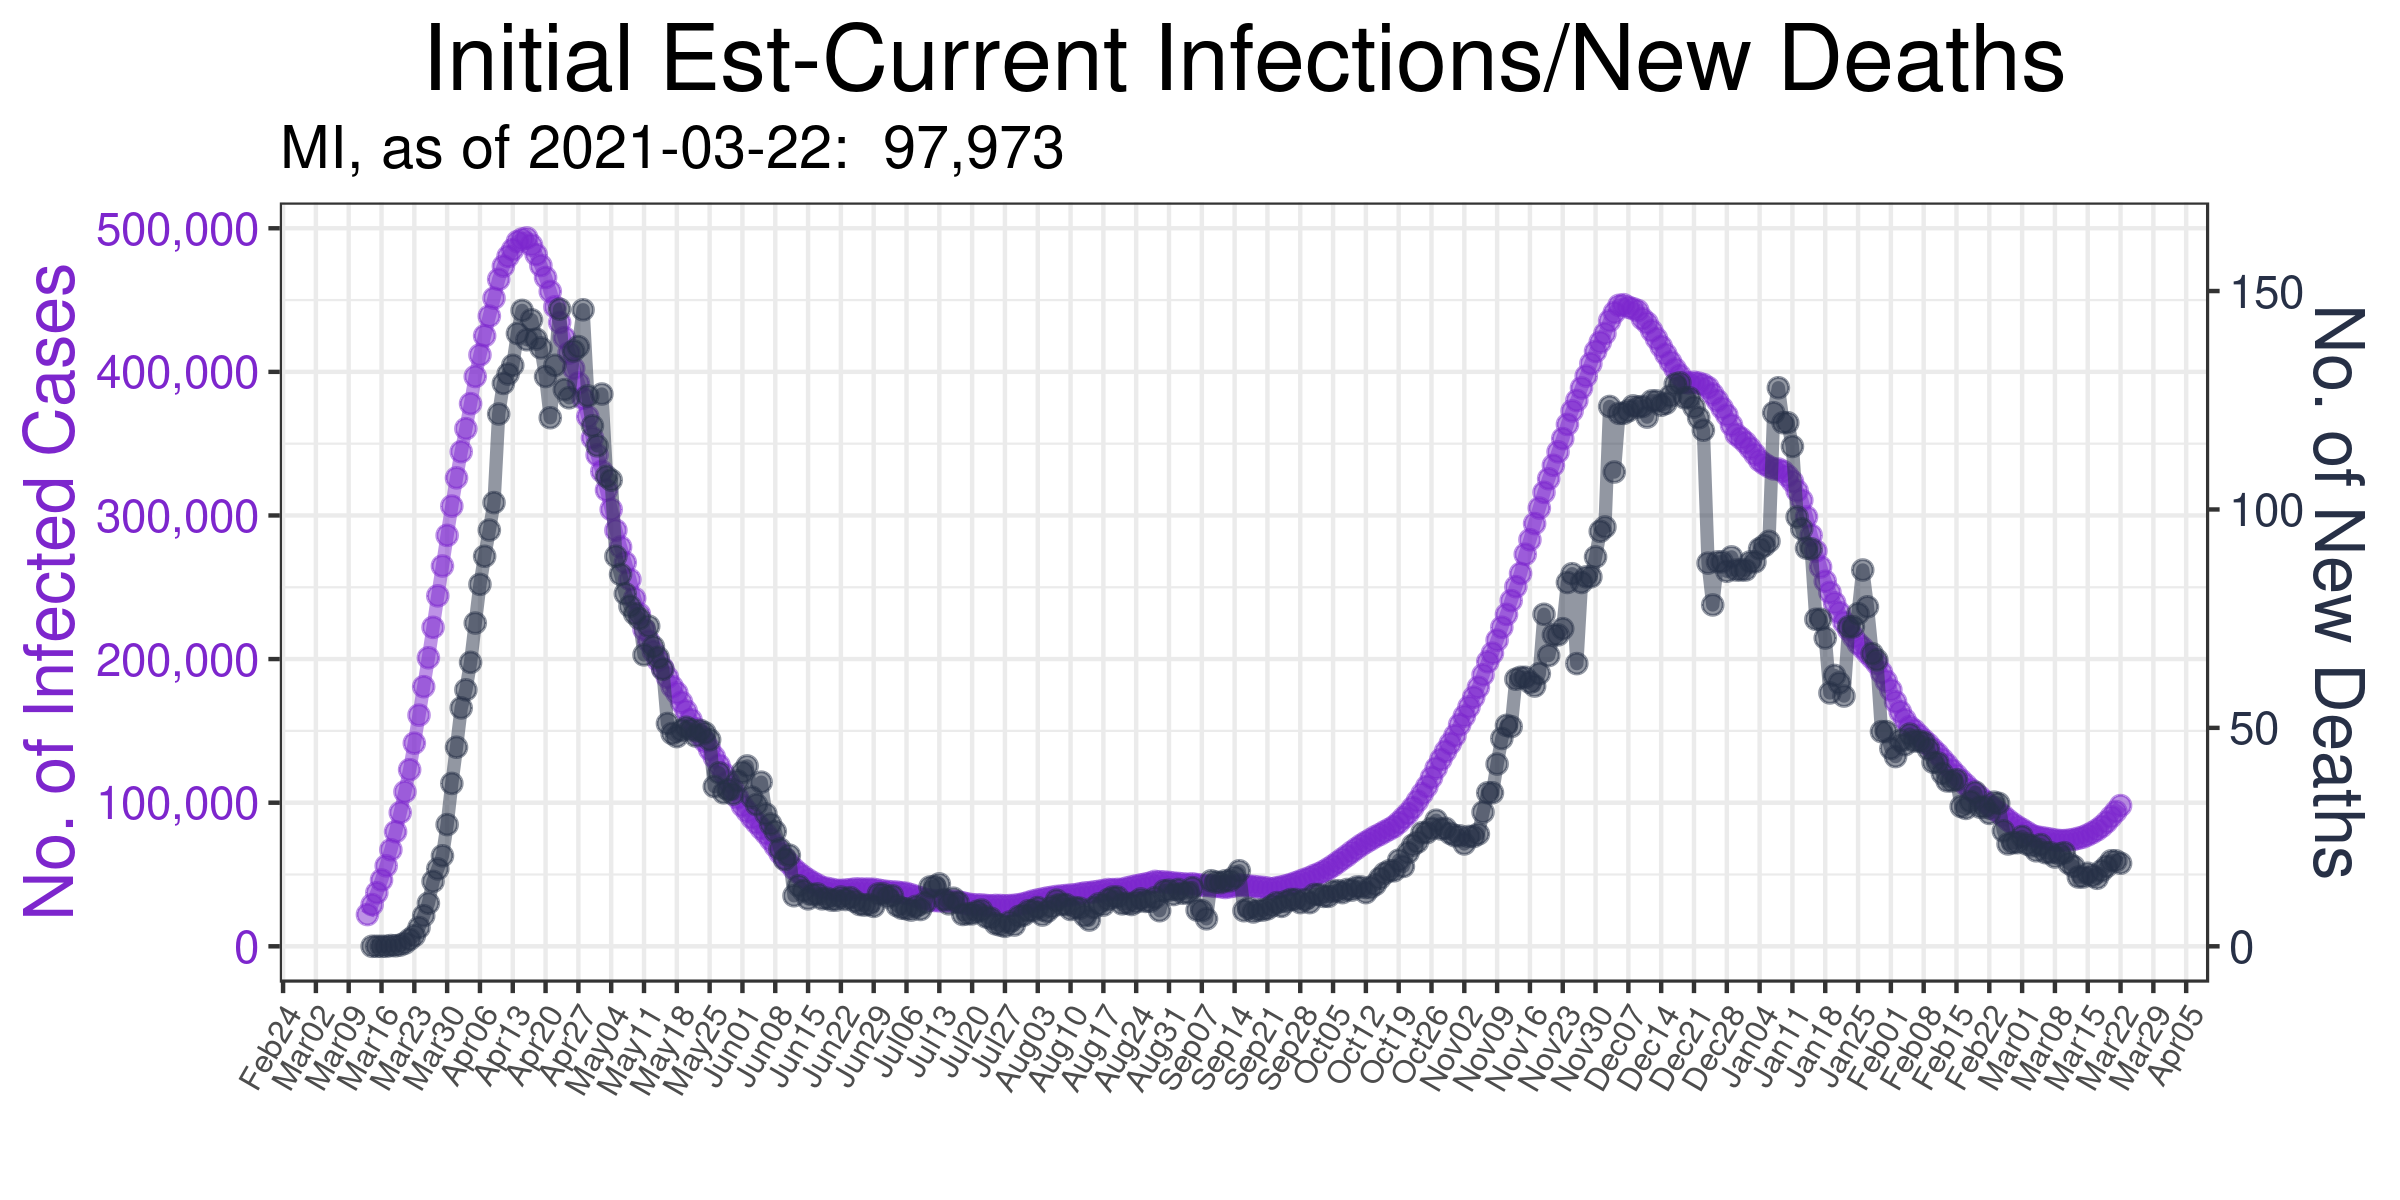 Initial Est-Current Infections/New Deaths
MI, as of 2021-03-22: 97,973
No. of Infected Cases
500,000
400,000
300,000
200,000
100,000
0
150
100
50
0
No. of New Deaths
Feb24 Mar02 Mar09 Mar16 Mar23 Mar30 Apr06 Apr13 Apr20 Apr27 May04 May11 May18 May25 Jun01 Jun08 Jun15 Jun22 Jun29 Jul06 Jul13 Jul20 Jul27 Aug03 Aug10 Aug17 Aug24 Aug31 Sep07 Sep14 Sep21 Sep28 Oct05 Oct12 Oct19 Oct26 Nov02 Nov09 Nov16 Nov23 Nov30 Dec07 Dec14 Dec21 Dec28 Jan04 Jan11 Jan18 Jan25 Feb01 Feb08 Feb15 Feb22 Mar01 Mar08 Mar15 Mar22 Mar29 Apr05